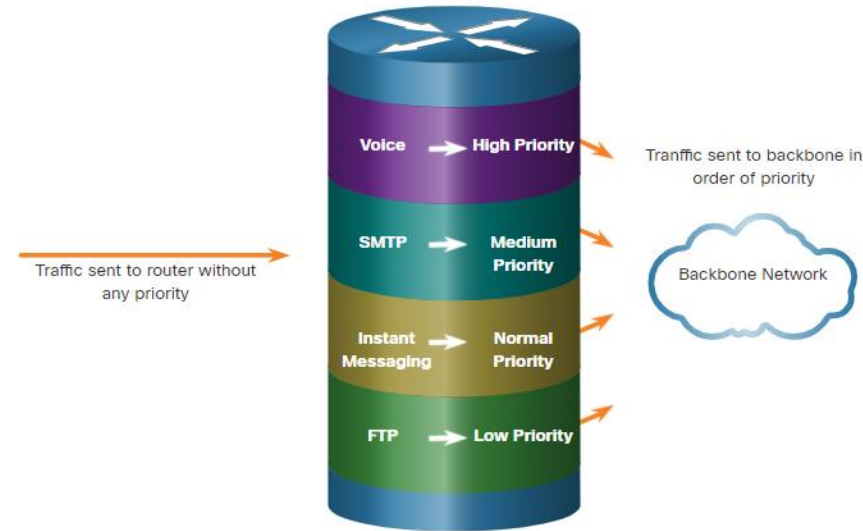 Voice
High Priority
Tranffic sent to backbone in
order of priority
SMTP
Medium
Priority
Traffic sent to router without
any priority
Backbone Network
Instant
Messaging
Normal
Priority
FTP
Low Priority